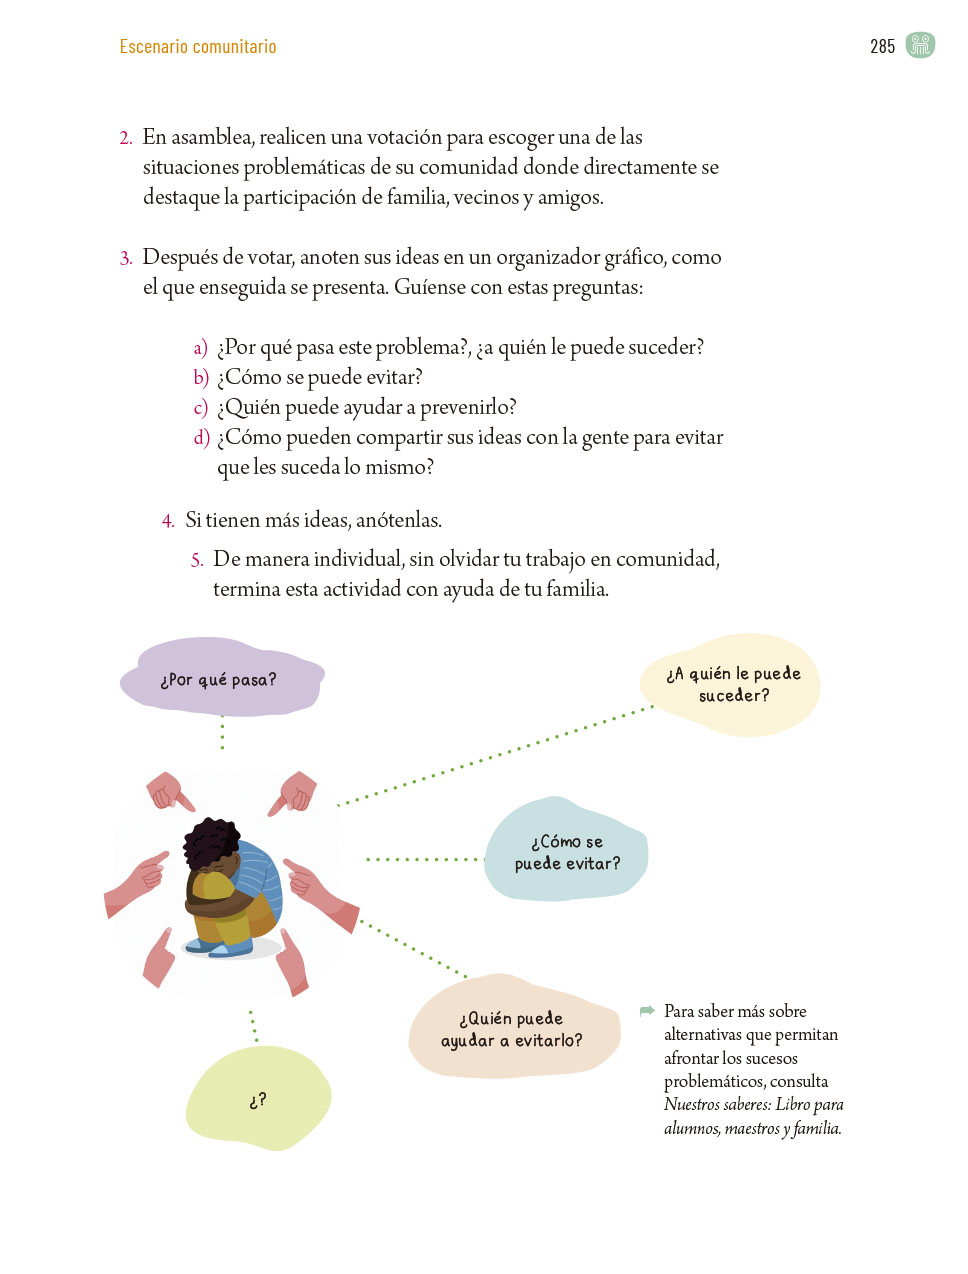 Escenario comunitario
285
2. En asamblea, realicen una votación para escoger una de las
situaciones problemáticas de su comunidad donde directamente se
destaque la participación de familia, vecinos y amigos.
3. Después de votar, anoten sus ideas en un organizador gráfico, como
el que enseguida se presenta. Guíense con estas preguntas:
a) ¿Por qué pasa este problema?, ¿a quién le puede suceder?
b) ¿Cómo se puede evitar?
c) ¿Quién puede ayudar a prevenirlo?
d) ¿Cómo pueden compartir sus ideas con la gente para evitar
que les suceda lo mismo?
4. Si tienen más ideas, anótenlas.
5. De manera individual, sin olvidar tu trabajo en comunidad,
termina esta actividad con ayuda de tu familia.
¿Por qué pasa?
¿A quién le puede
suceder?
¿Cómo se
puede evitar?
¿Quién puede
ayudar a evitarlo?
¿?
Para saber más sobre
alternativas que permitan
afrontar los sucesos
problemáticos, consulta
Nuestros saberes: Libro para
alumnos, maestros y familia.